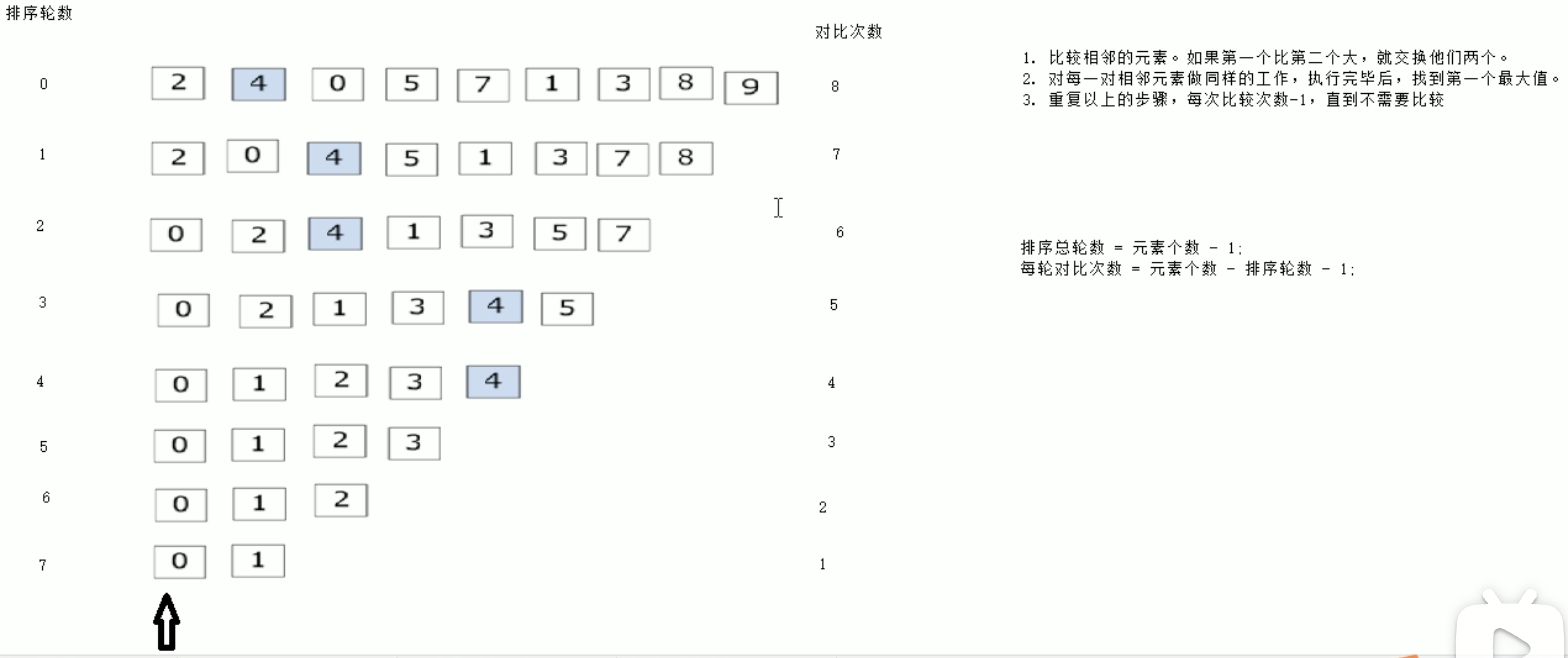 排序轮数
对比次数
0 2 4 0 5 7 1 3 8 9 8
1. 比较相邻的元素。如果第一个比第二个大，就交换他们两个。
2. 对每一对相邻元素做同样的工作，执行完毕后，找到第一个最大值。
3. 重复以上的步骤，每次比较次数-1，直到不需要比较
1 2 0 4 5 1 3 7 8 7
2 0 2 4 1 3 5 7 6
排序总轮数 = 元素个数 - 1;
每轮对比次数 = 元素个数 - 排序轮数 - 1;
3 0 2 1 3 4 5 5
4 0 1 2 3 4 4
5 0 1 2 3 3
6 0 1 2 2
7 0 1 1